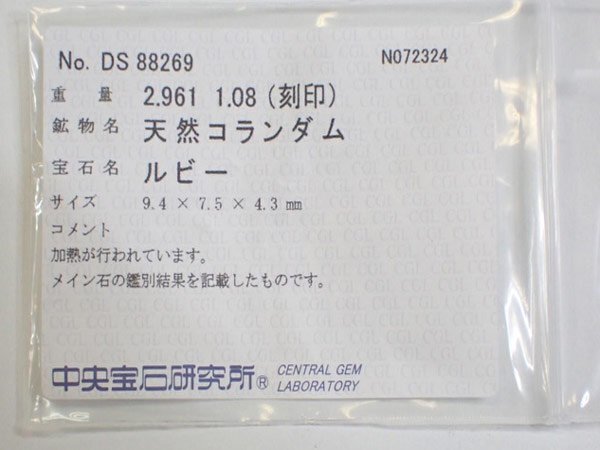 No. DS 88269 N072324
重量 2.961 1.08 (刻印)
鉱物名 天然コランダム
宝石名 ルビー
サイズ 9.4 × 7.5 × 4.3 mm
コメント
加熱が行われています。
メイン石の鑑別結果を記載したものです。
中央宝石研究所® CENTRAL GEM
LABORATORY